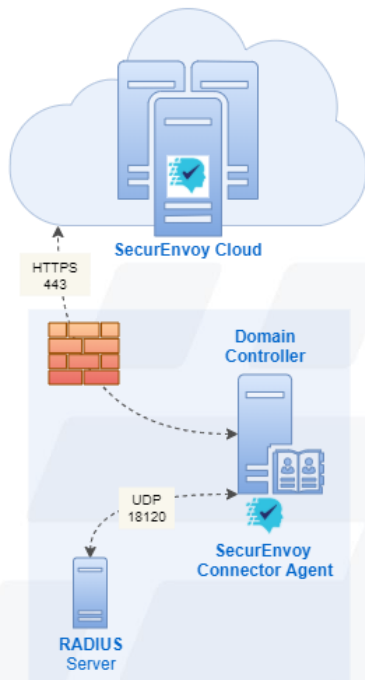 SecurEnvoy Cloud
HTTPS
443
Domain
Controller
UDP
18120
SecurEnvoy
Connector Agent
RADIUS
Server